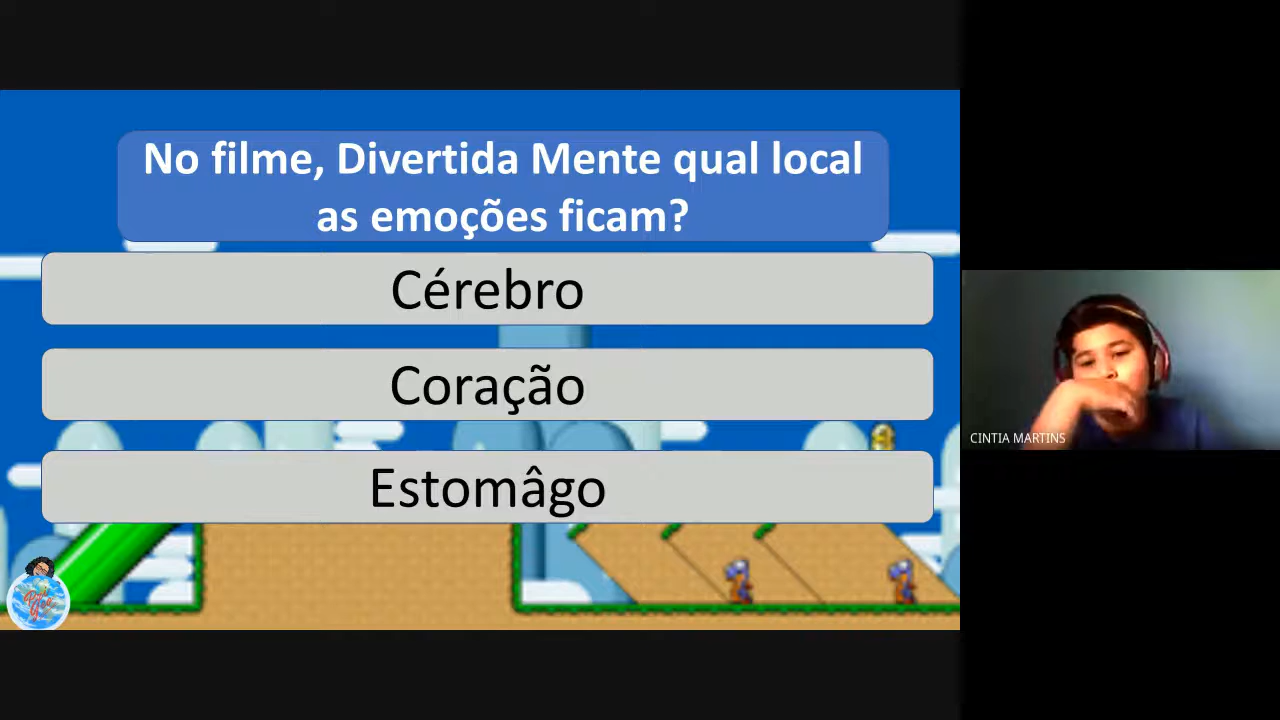 No filme, Divertida Mente qual local
as emoções ficam?
Cérebro
Coração
Estomâgo
CINTIA MARTINS